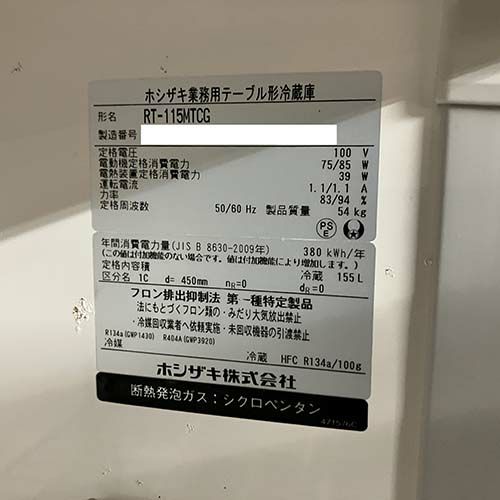 ホシザキ業務用テーブル形冷蔵庫
形名 RT-115MTCG
製造番号
定格電圧 100 V
電動機定格消費電力 75/85 W
電熱装置定格消費電力 39 W
運転電流 1.1/1.1 A
力率 83/94 %
定格周波数 50/60 Hz 製品質量 54 kg
PS
E
年間消費電力量(JIS B 8630-2009年) 380 kWh/年
(この値は付加機能のない場合です。値は付加機能により増加します。)
定格内容積 冷蔵 155 L
区分名 1C d= 450mm nR=0 dR=0
フロン排出抑制法 第一種特定製品
・法にもとづくフロン類の・みだり大気放出禁止
・冷媒回収業者へ依頼実施・未回収機器の引渡禁止
R134a(GWP1430) R404A(GWP3920)
冷媒 冷蔵 HFC R134a/100g
ホシザキ株式会社
断熱発泡ガス：シクロペンタン